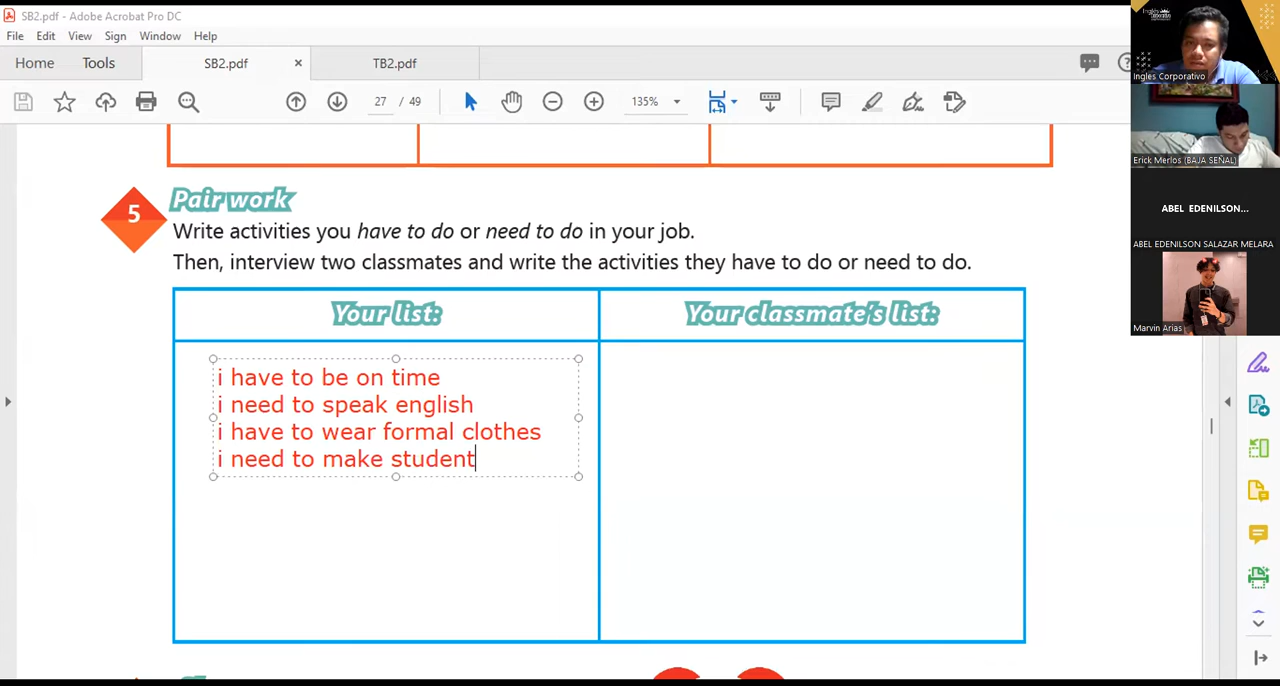 SB2.pdf - Adobe Acrobat Pro DC
File Edit View Sign Window Help
Home Tools SB2.pdf × TB2.pdf
27 / 49 135%
5
Pair work
Write activities you have to do or need to do in your job.
Then, interview two classmates and write the activities they have to do or need to do.
Your list: Your classmate's list:
i have to be on time
i need to speak english
i have to wear formal clothes
i need to make student
Inglés
Corporativo
Ingles Corporativo
Erick Merlos (BAJA SEÑAL)
ABEL EDENILSON...
ABEL EDENILSON SALAZAR MELARA
Marvin Arias